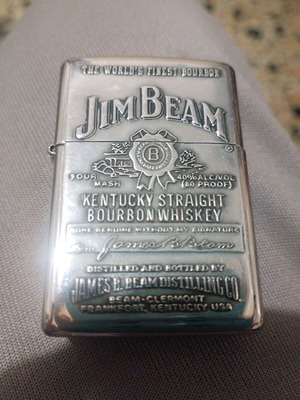 THE WORLD'S FINEST BOURBON
JIM BEAM
®
B
SOUR MASH
40% ALC/VOL (80 PROOF)
KENTUCKY STRAIGHT
BOURBON WHISKEY
NONE GENUINE WITHOUT MY SIGNATURE
James B. Beam
DISTILLED AND BOTTLED BY
JAMES B. BEAM DISTILLING CO.
BEAM-CLERMONT
FRANKFORT, KENTUCKY USA